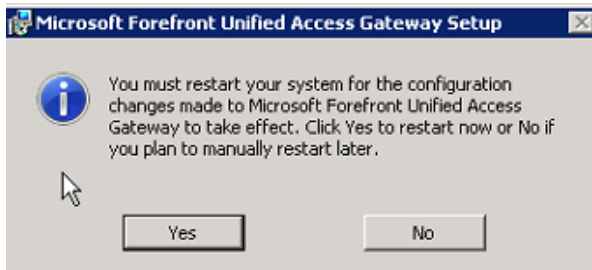 Microsoft Forefront Unified Access Gateway Setup
You must restart your system for the configuration
changes made to Microsoft Forefront Unified Access
Gateway to take effect. Click Yes to restart now or No if
you plan to manually restart later.
Yes No